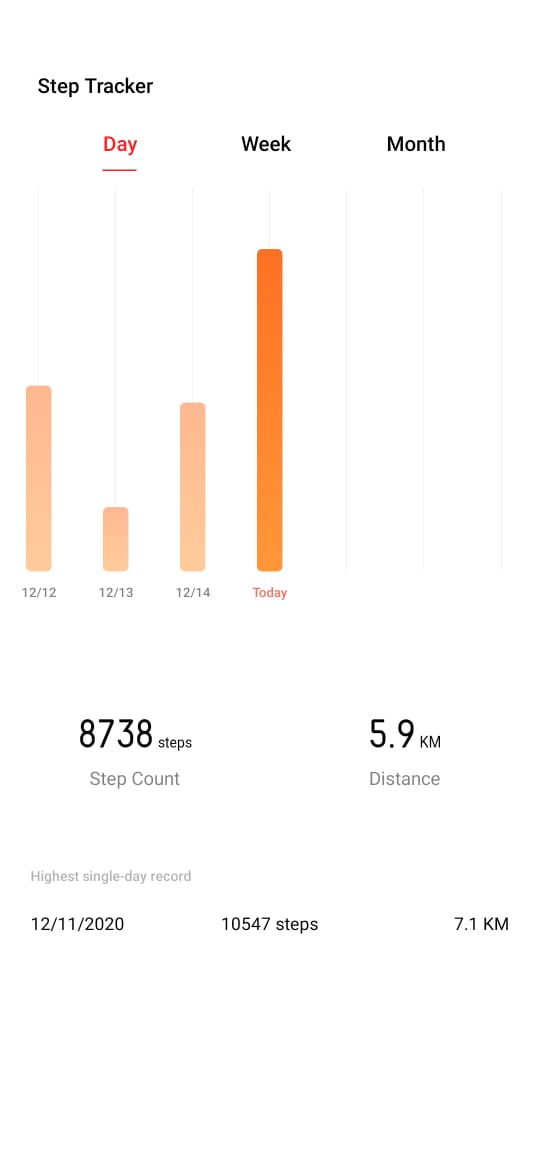 Step Tracker
Day Week Month
12/12 12/13 12/14 Today
8738 steps 5.9 KM
Step Count Distance
Highest single-day record
12/11/2020 10547 steps 7.1 KM